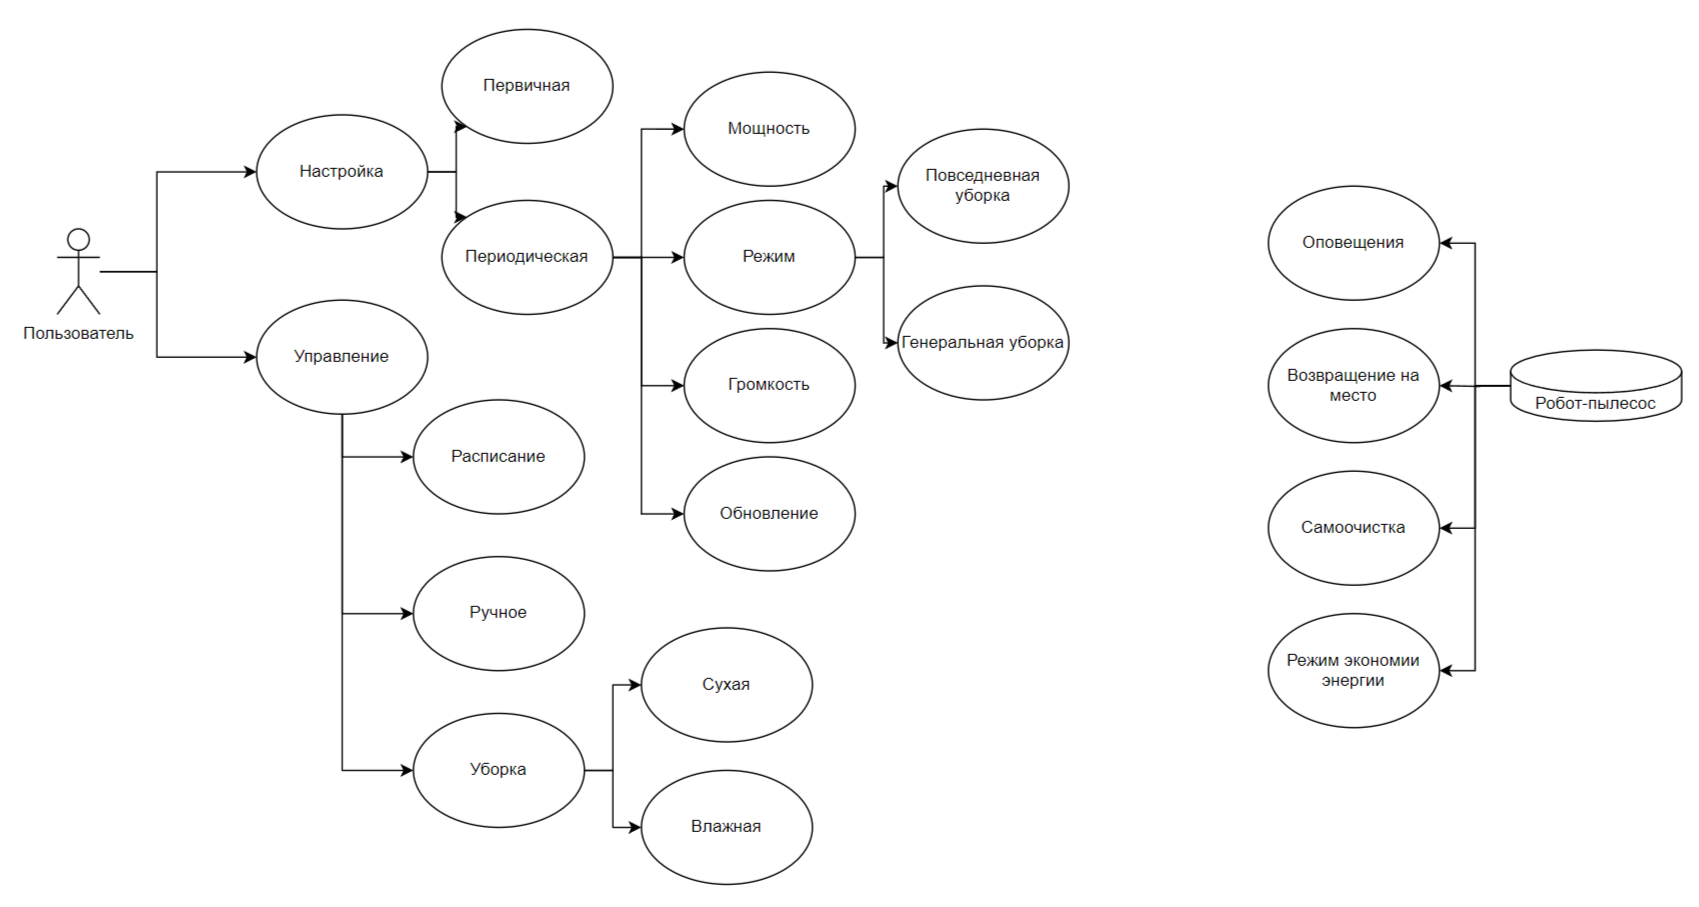 Первичная
Мощность
Настройка
Повседневная
уборка
Периодическая
Режим
Оповещения
Пользователь
Управление
Генеральная уборка
Громкость
Возвращение на
место
Робот-пылесос
Расписание
Обновление
Самоочистка
Ручное
Режим экономии
энергии
Сухая
Уборка
Влажная